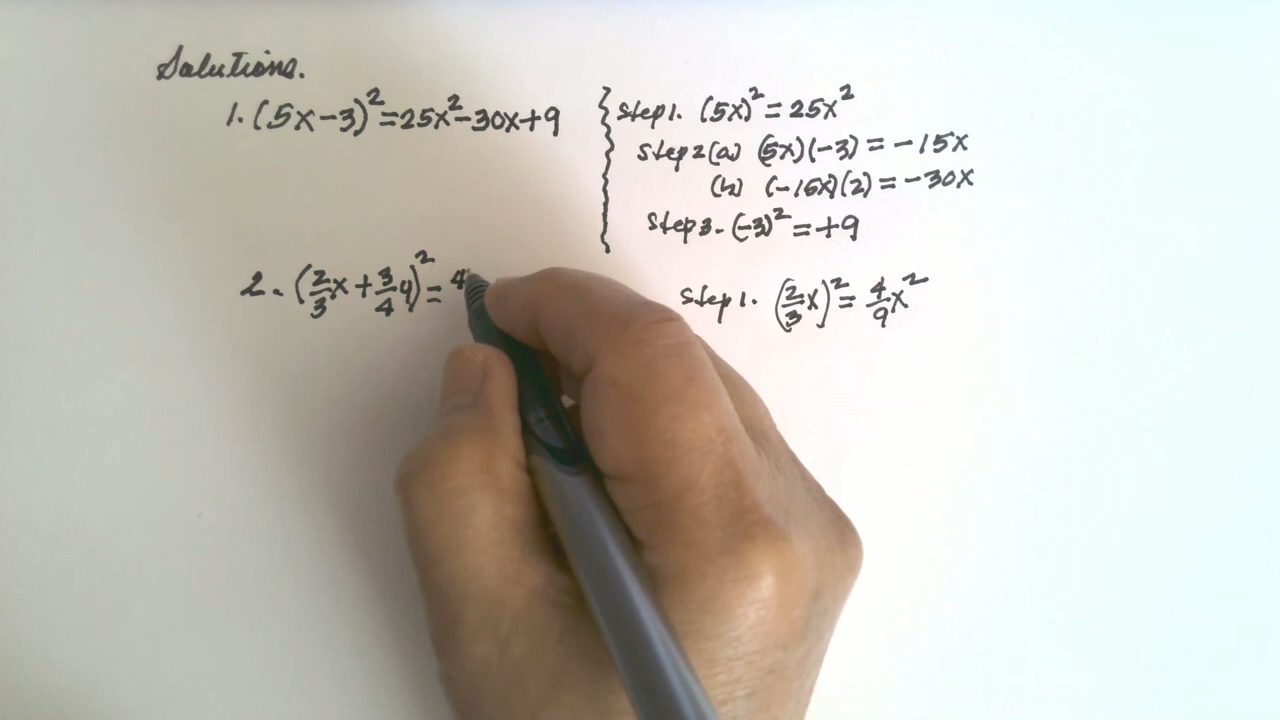 Solutions.
1. (5x-3)² = 25x² - 30x + 9
Step 1. (5x)² = 25x²
Step 2 (a) (5x)(-3) = -15x
(b) (-15x)(2) = -30x
Step 3. (-3)² = +9
2. (2/3x + 3/4y)² = 4
Step 1. (2/3x)² = 4/9x²